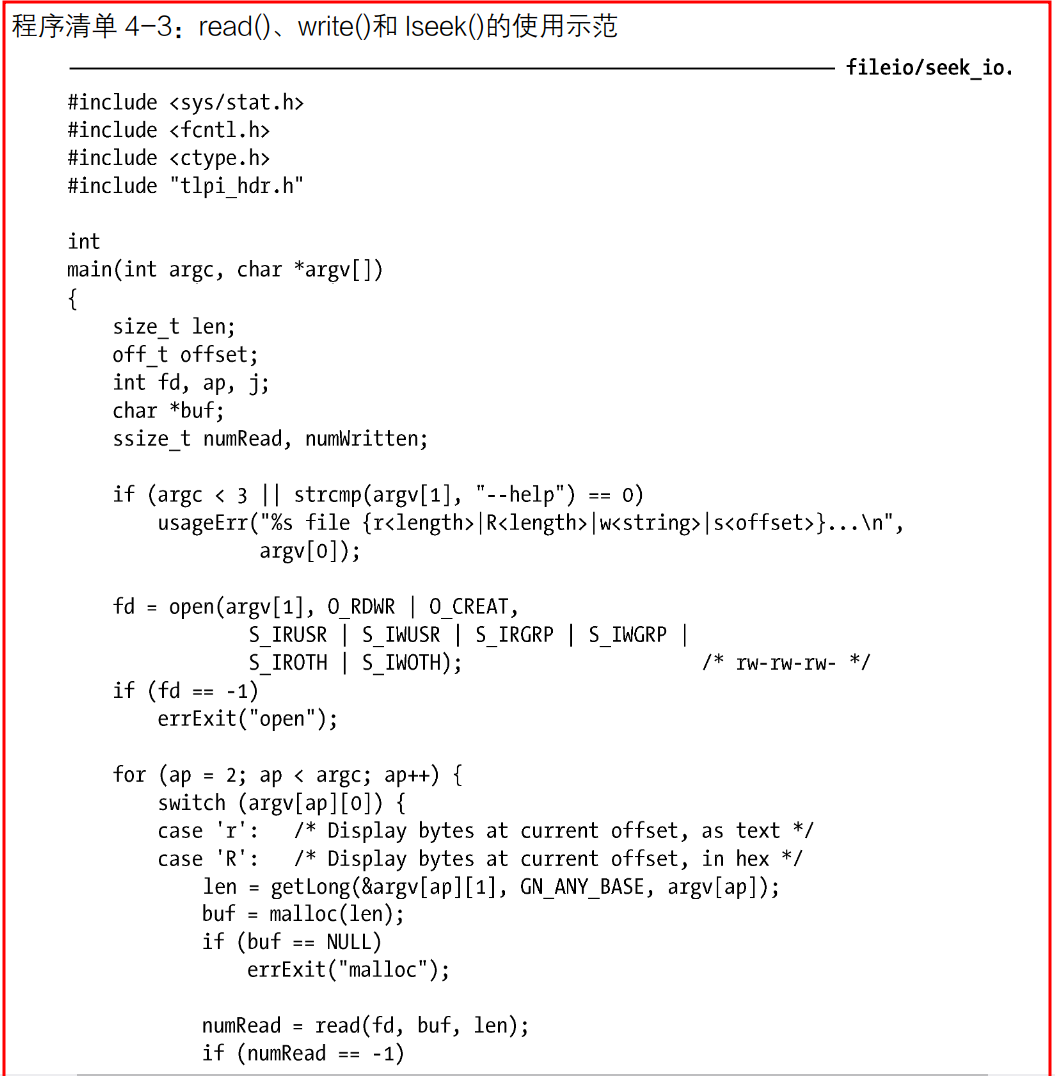 程序清单 4-3：read()、write()和 lseek()的使用示范
fileio/seek_io.
#include <sys/stat.h>
#include <fcntl.h>
#include <ctype.h>
#include "tlpi_hdr.h"
int
main(int argc, char *argv[])
{
    size_t len;
    off_t offset;
    int fd, ap, j;
    char *buf;
    ssize_t numRead, numWritten;
    if (argc < 3 || strcmp(argv[1], "--help") == 0)
        usageErr("%s file {r<length>|R<length>|w<string>|s<offset>}...\n",
                 argv[0]);
    fd = open(argv[1], O_RDWR | O_CREAT,
                S_IRUSR | S_IWUSR | S_IRGRP | S_IWGRP |
                S_IROTH | S_IWOTH);                     /* rw-rw-rw- */
    if (fd == -1)
        errExit("open");
    for (ap = 2; ap < argc; ap++) {
        switch (argv[ap][0]) {
        case 'r':   /* Display bytes at current offset, as text */
        case 'R':   /* Display bytes at current offset, in hex */
            len = getLong(&argv[ap][1], GN_ANY_BASE, argv[ap]);
            buf = malloc(len);
            if (buf == NULL)
                errExit("malloc");
            numRead = read(fd, buf, len);
            if (numRead == -1)